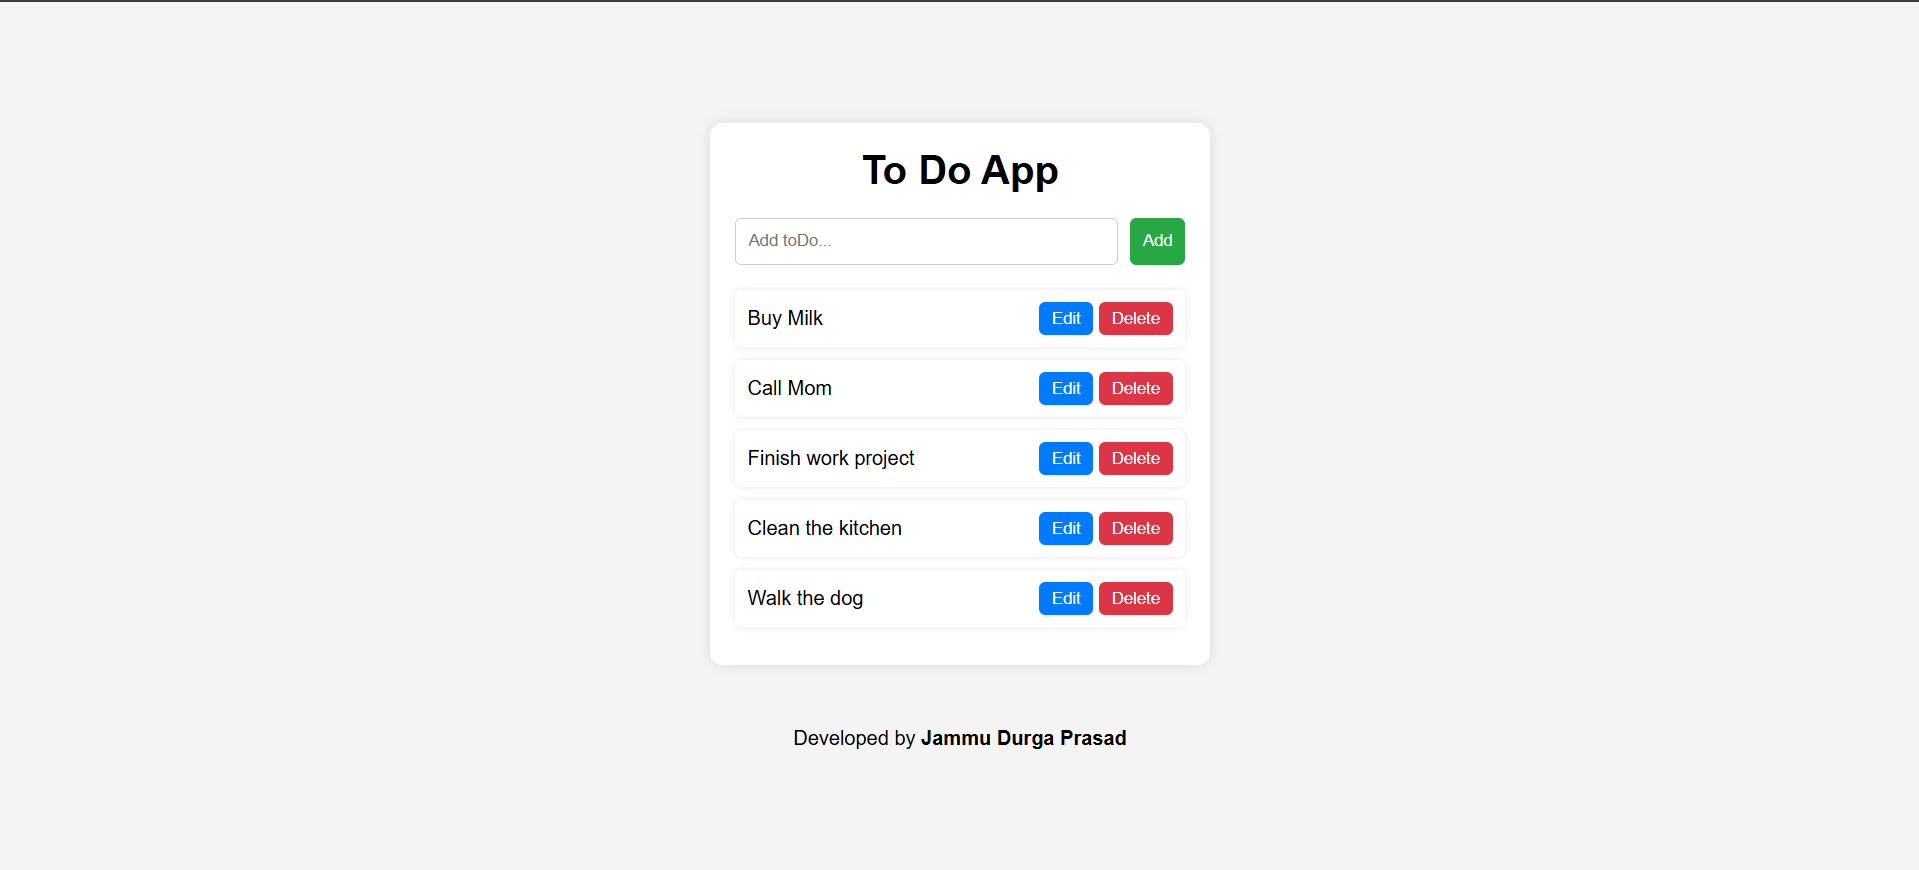 To Do App
Add toDo... Add
Buy Milk Edit Delete
Call Mom Edit Delete
Finish work project Edit Delete
Clean the kitchen Edit Delete
Walk the dog Edit Delete
Developed by Jammu Durga Prasad